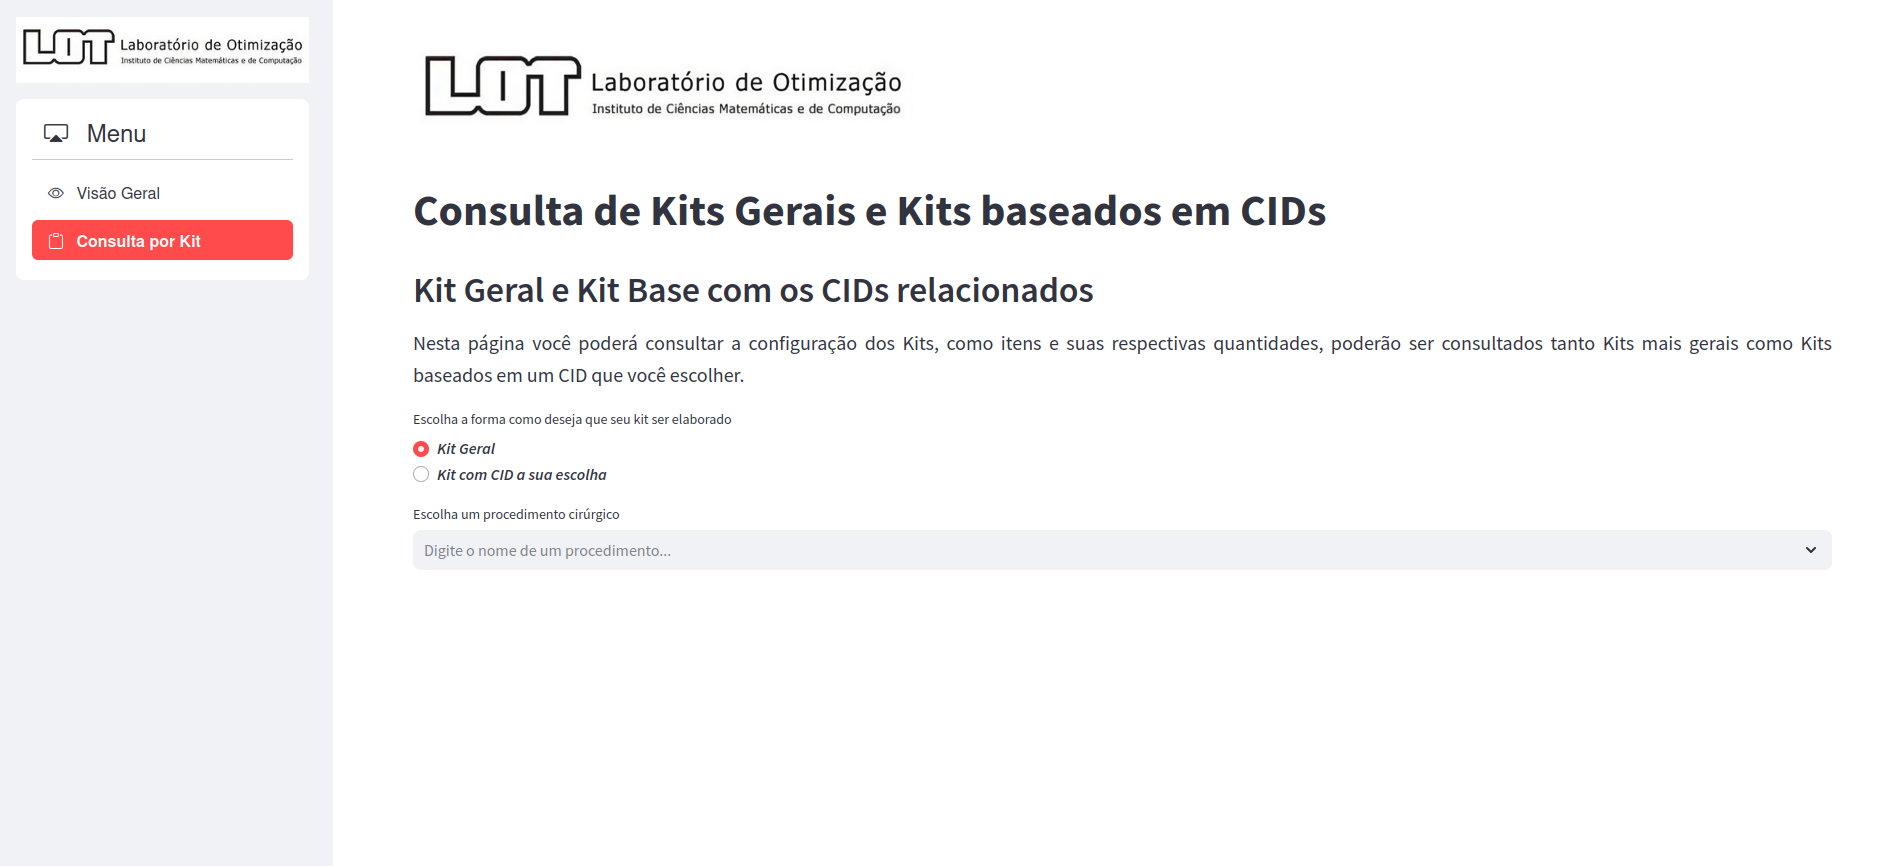 LOT Laboratório de Otimização
Instituto de Ciências Matemáticas e de Computação
Menu
Visão Geral
Consulta por Kit
LOT Laboratório de Otimização
Instituto de Ciências Matemáticas e de Computação
Consulta de Kits Gerais e Kits baseados em CIDs
Kit Geral e Kit Base com os CIDs relacionados
Nesta página você poderá consultar a configuração dos Kits, como itens e suas respectivas quantidades, poderão ser consultados tanto Kits mais gerais como Kits
baseados em um CID que você escolher.
Escolha a forma como deseja que seu kit ser elaborado
Kit Geral
Kit com CID a sua escolha
Escolha um procedimento cirúrgico
Digite o nome de um procedimento...